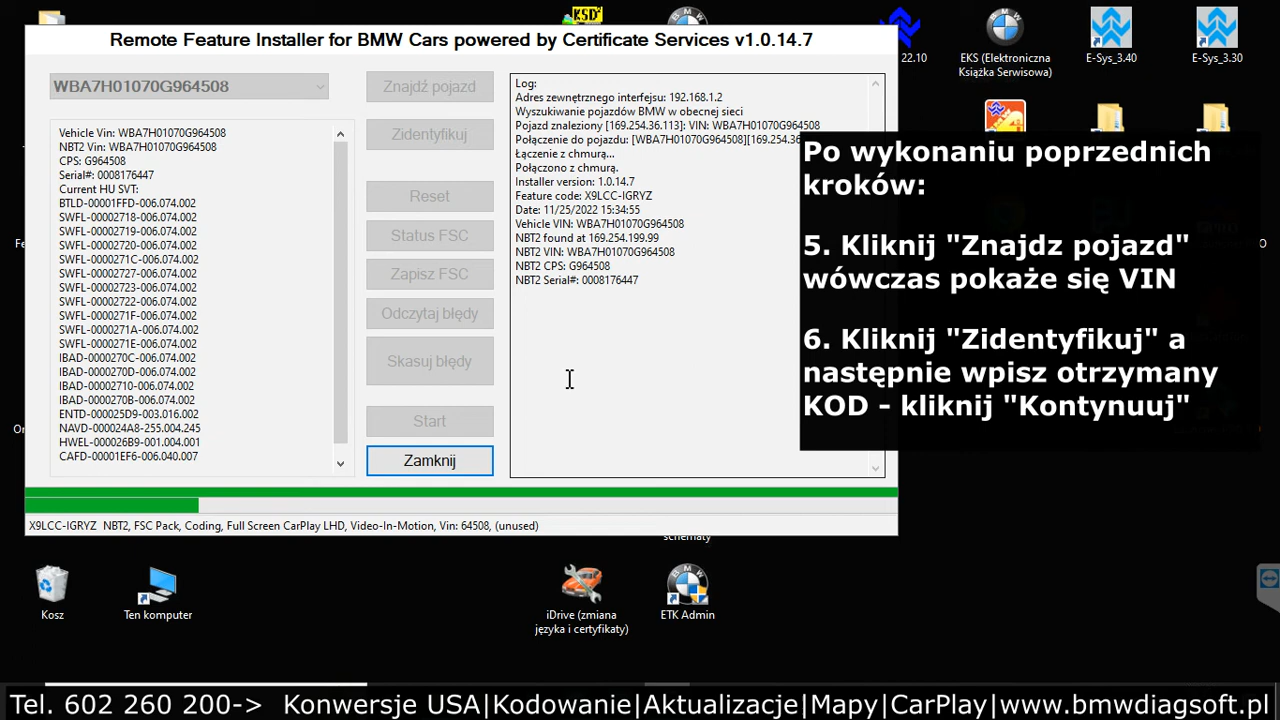 KSD²
22.10
EKS (Elektroniczna
Książka Serwisowa)
E-Sys_3.40
E-Sys_3.30
Remote Feature Installer for BMW Cars powered by Certificate Services v1.0.14.7
WBA7H01070G964508
Vehicle Vin: WBA7H01070G964508
NBT2 Vin: WBA7H01070G964508
CPS: G964508
Serial#: 0008176447
Current HU SVT:
BTLD-00001FFD-006.074.002
SWFL-00002718-006.074.002
SWFL-00002719-006.074.002
SWFL-00002720-006.074.002
SWFL-0000271C-006.074.002
SWFL-00002727-006.074.002
SWFL-00002723-006.074.002
SWFL-00002722-006.074.002
SWFL-0000271F-006.074.002
SWFL-0000271A-006.074.002
SWFL-0000271E-006.074.002
IBAD-0000270C-006.074.002
IBAD-0000270D-006.074.002
IBAD-00002710-006.074.002
IBAD-0000270B-006.074.002
ENTD-000025D9-003.016.002
NAVD-000024A8-255.004.245
HWEL-000026B9-001.004.001
CAFD-00001EF6-006.040.007
Znajdź pojazd
Zidentyfikuj
Reset
Status FSC
Zapisz FSC
Odczytaj błędy
Skasuj błędy
Start
Zamknij
Log:
Adres zewnętrznego interfejsu: 192.168.1.2
Wyszukiwanie pojazdów BMW w obecnej sieci
Pojazd znaleziony [169.254.36.113]: VIN: WBA7H01070G964508
Połączenie do pojazdu: [WBA7H01070G964508][169.254.36
Łączenie z chmurą...
Połączono z chmurą.
Installer version: 1.0.14.7
Feature code: X9LCC-IGRYZ
Date: 11/25/2022 15:34:55
Vehicle VIN: WBA7H01070G964508
NBT2 found at 169.254.199.99
NBT2 VIN: WBA7H01070G964508
NBT2 CPS: G964508
NBT2 Serial#: 0008176447
Po wykonaniu poprzednich
kroków:
5. Kliknij "Znajdz pojazd"
wówczas pokaże się VIN
6. Kliknij "Zidentyfikuj" a
następnie wpisz otrzymany
KOD - kliknij "Kontynuuj"
X9LCC-IGRYZ NBT2, FSC Pack, Coding, Full Screen CarPlay LHD, Video-In-Motion, Vin: 64508, (unused)
schematy
Kosz
Ten komputer
iDrive (zmiana
języka i certyfikaty)
ETK Admin
Tel. 602 260 200-> Konwersje USA|Kodowanie|Aktualizacje|Mapy|CarPlay|www.bmwdiagsoft.pl